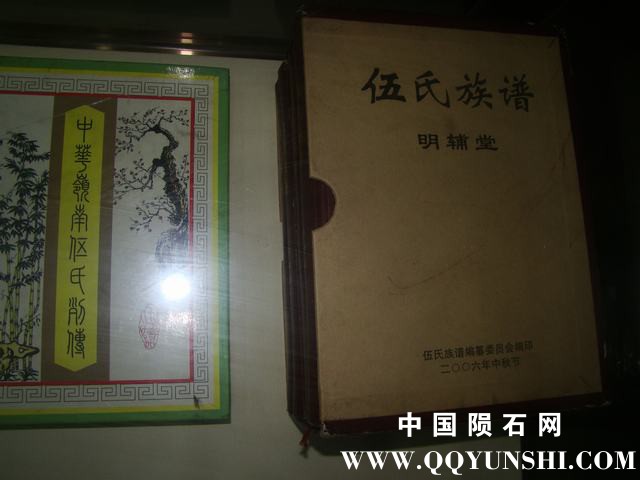 中華嶺南伍氏列傳
伍氏族谱
明辅堂
伍氏族谱编纂委员会编印
二〇〇六年中秋节
中国陨石网
WWW.QQYUNSHI.COM